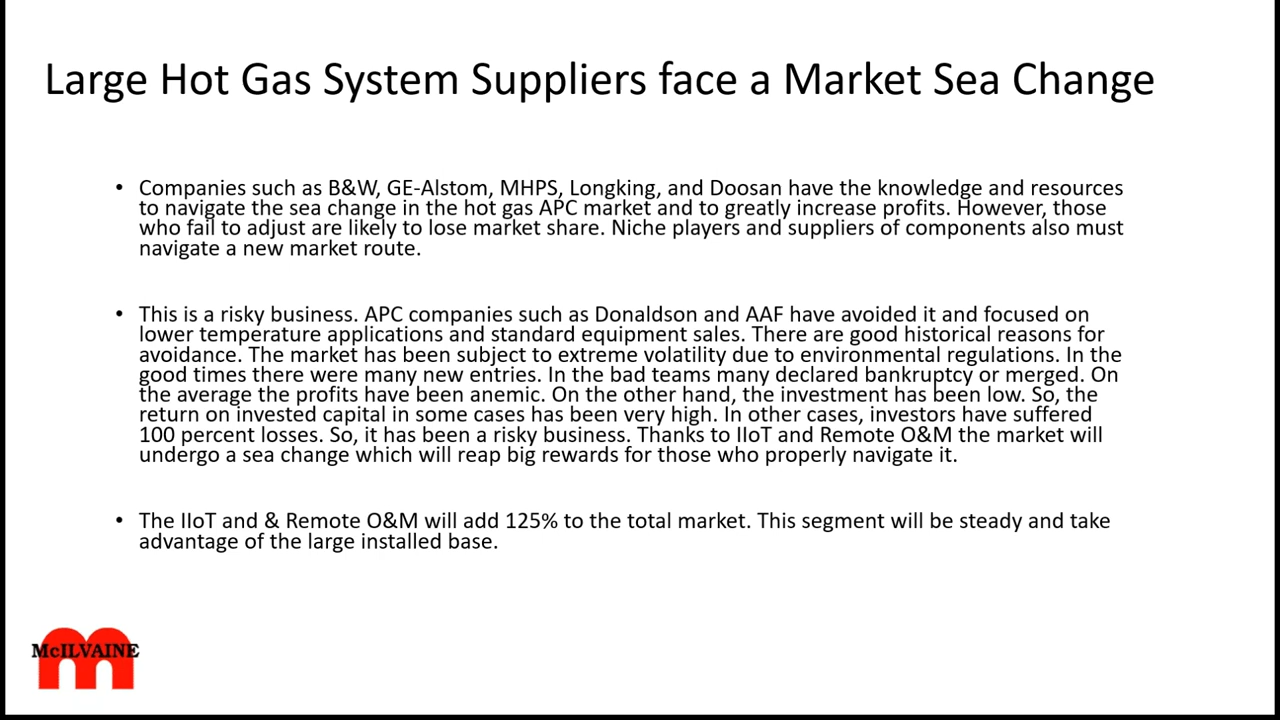 Large Hot Gas System Suppliers face a Market Sea Change
• Companies such as B&W, GE-Alstom, MHPS, Longking, and Doosan have the knowledge and resources
to navigate the sea change in the hot gas APC market and to greatly increase profits. However, those
who fail to adjust are likely to lose market share. Niche players and suppliers of components also must
navigate a new market route.
• This is a risky business. APC companies such as Donaldson and AAF have avoided it and focused on
lower temperature applications and standard equipment sales. There are good historical reasons for
avoidance. The market has been subject to extreme volatility due to environmental regulations. In the
good times there were many new entries. In the bad teams many declared bankruptcy or merged. On
the average the profits have been anemic. On the other hand, the investment has been low. So, the
return on invested capital in some cases has been very high. In other cases, investors have suffered
100 percent losses. So, it has been a risky business. Thanks to IIoT and Remote O&M the market will
undergo a sea change which will reap big rewards for those who properly navigate it.
• The IIoT and & Remote O&M will add 125% to the total market. This segment will be steady and take
advantage of the large installed base.
McILVAINE